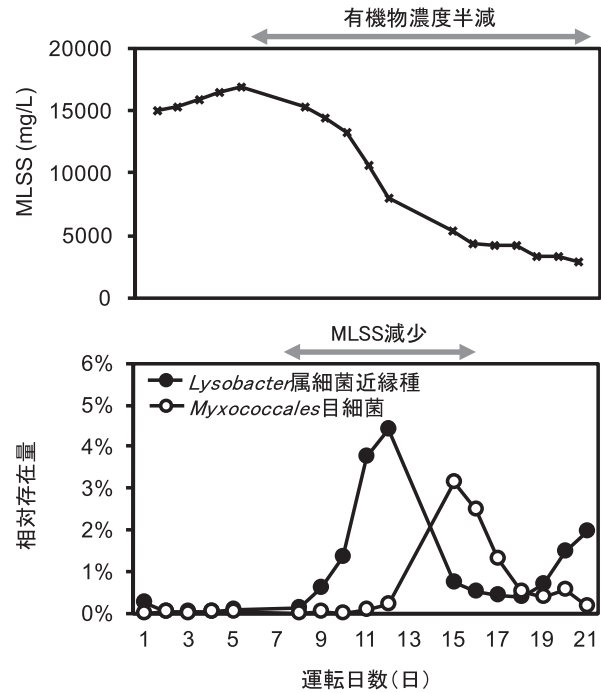 有機物濃度半減
20000
15000
10000
5000
0
MLSS (mg/L)
MLSS減少
6%
5%
4%
3%
2%
1%
0%
相対存在量
Lysobacter属細菌近縁種
Myxococcales目細菌
1 3 5 7 9 11 13 15 17 19 21
運転日数(日)